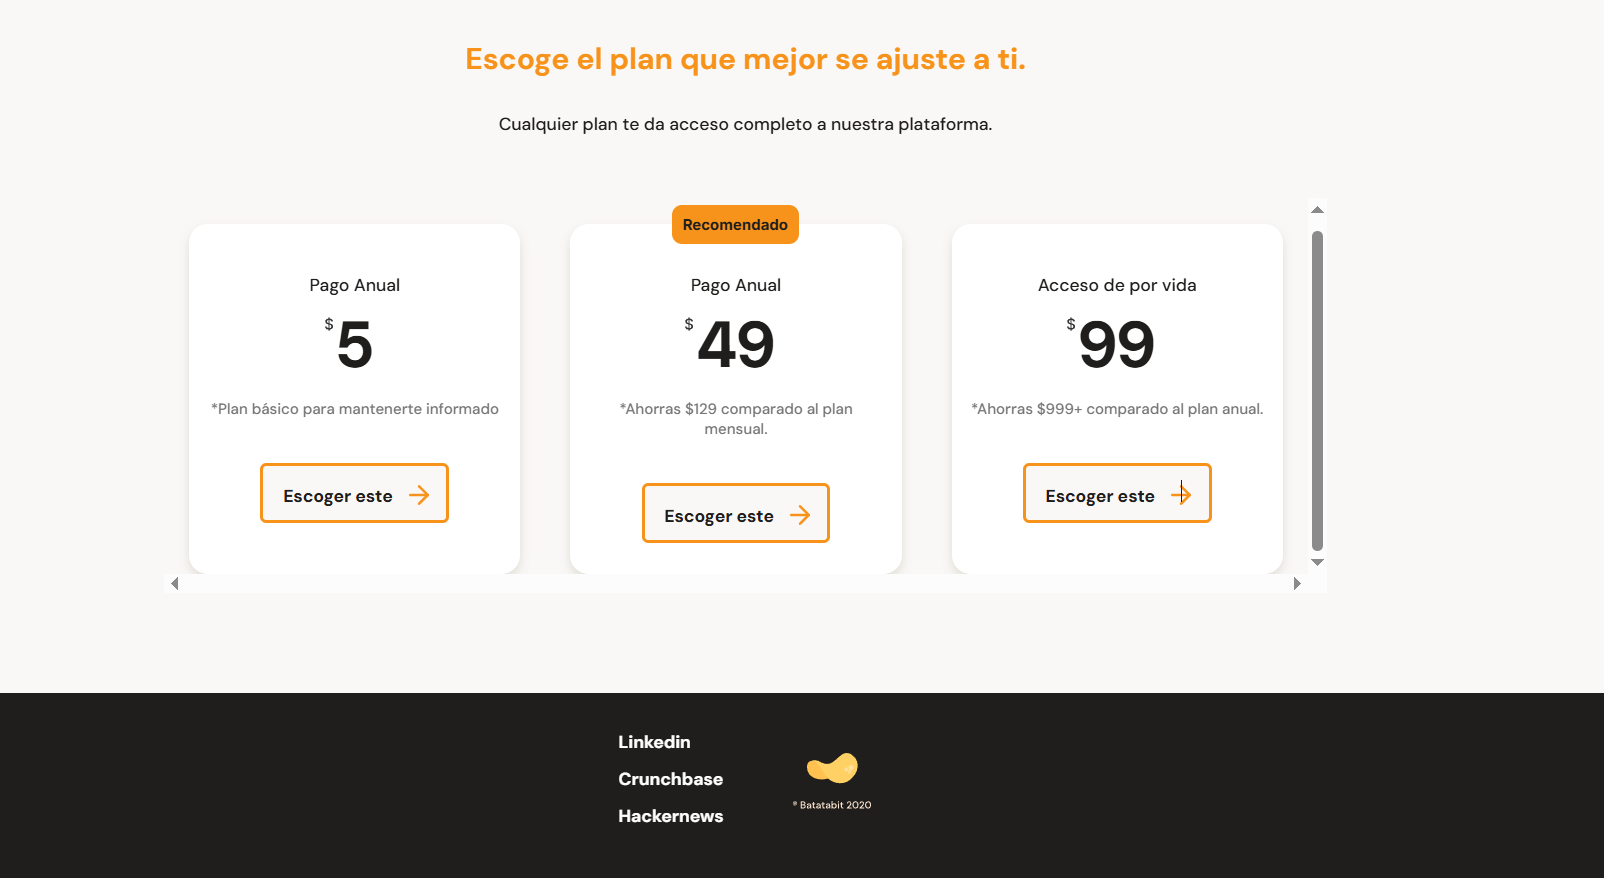 Escoge el plan que mejor se ajuste a ti.
Cualquier plan te da acceso completo a nuestra plataforma.
Pago Anual
$5
*Plan básico para mantenerte informado
Escoger este
Recomendado
Pago Anual
$49
*Ahorras $129 comparado al plan
mensual.
Escoger este
Acceso de por vida
$99
*Ahorras $999+ comparado al plan anual.
Escoger este
Linkedin
Crunchbase
Hackernews
® Batatabit 2020